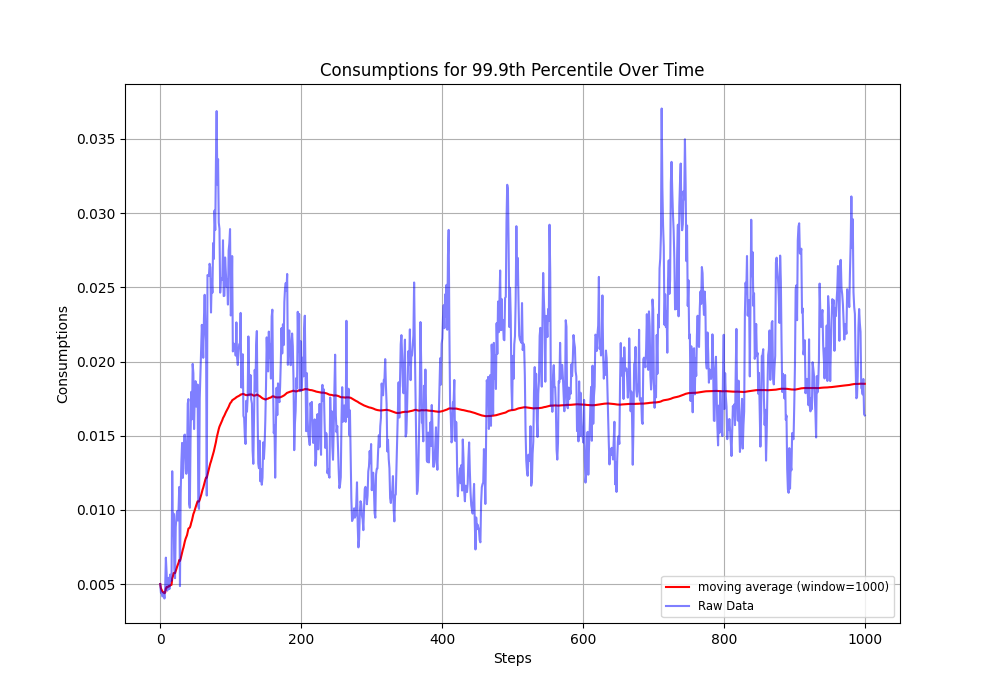 Consumptions for 99.9th Percentile Over Time
Consumptions
0.035
0.030
0.025
0.020
0.015
0.010
0.005
0
200
400
600
800
1000
Steps
moving average (window=1000)
Raw Data